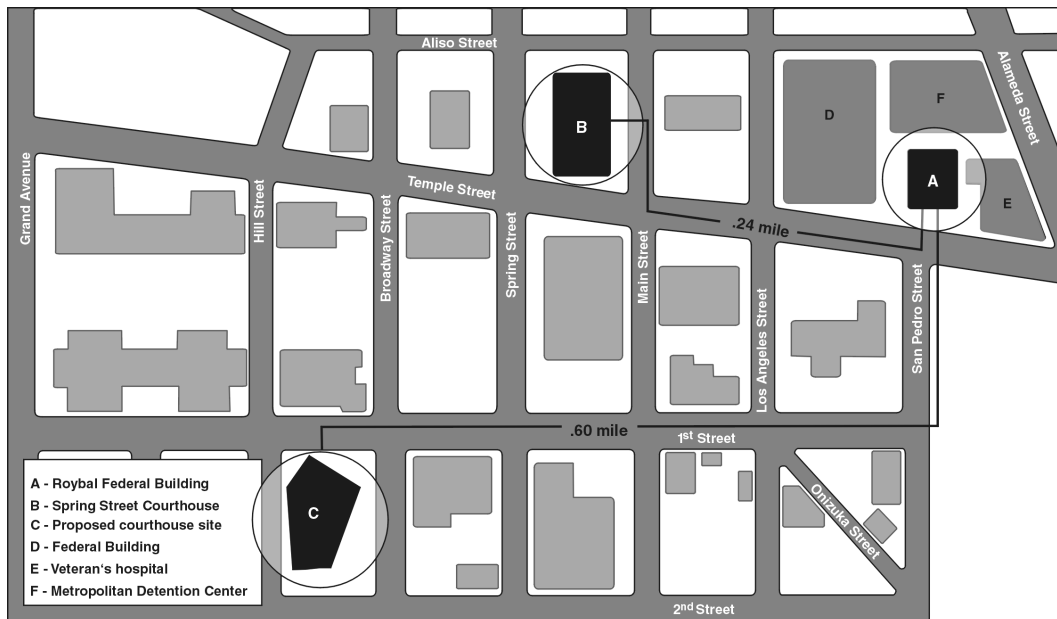 Aliso Street
Alameda Street
B
D
F
A
E
Grand Avenue
Hill Street
Broadway Street
Temple Street
Spring Street
Main Street
.24 mile
Los Angeles Street
San Pedro Street
.60 mile
1st Street
C
Onizuka Street
2nd Street
A - Roybal Federal Building
B - Spring Street Courthouse
C - Proposed courthouse site
D - Federal Building
E - Veteran's hospital
F - Metropolitan Detention Center